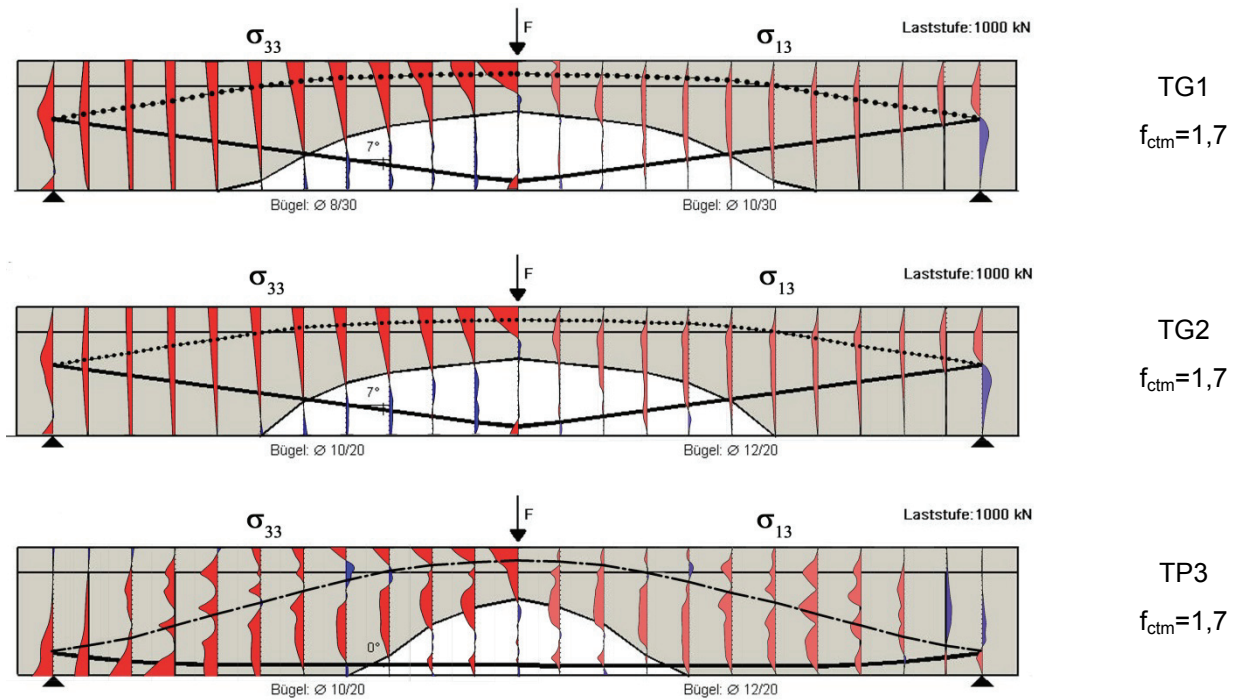 σ33 F σ13 Laststufe: 1000 kN
TG1
fctm=1,7
7°
Bügel: Ø 8/30 Bügel: Ø 10/30
σ33 F σ13 Laststufe: 1000 kN
TG2
fctm=1,7
7°
Bügel: Ø 10/20 Bügel: Ø 12/20
σ33 F σ13 Laststufe: 1000 kN
TP3
fctm=1,7
0°
Bügel: Ø 10/20 Bügel: Ø 12/20